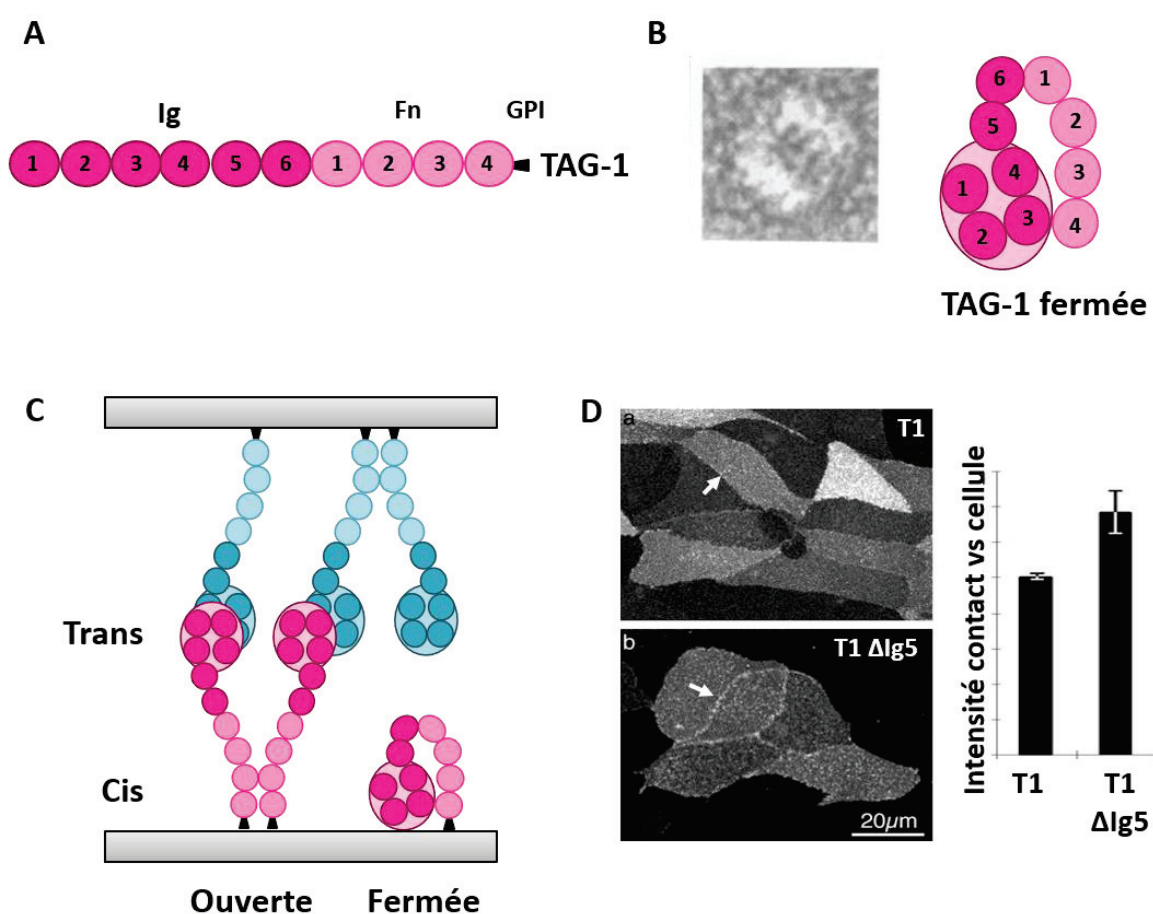 A
Ig
Fn
GPI
1 2 3 4 5 6 1 2 3 4
TAG-1
B
6 1
5 2
1 4 3
2 3 4
TAG-1 fermée
C
Trans
Cis
Ouverte
Fermée
D
a
T1
b
T1 ΔIg5
20µm
Intensité contact vs cellule
T1
T1
ΔIg5